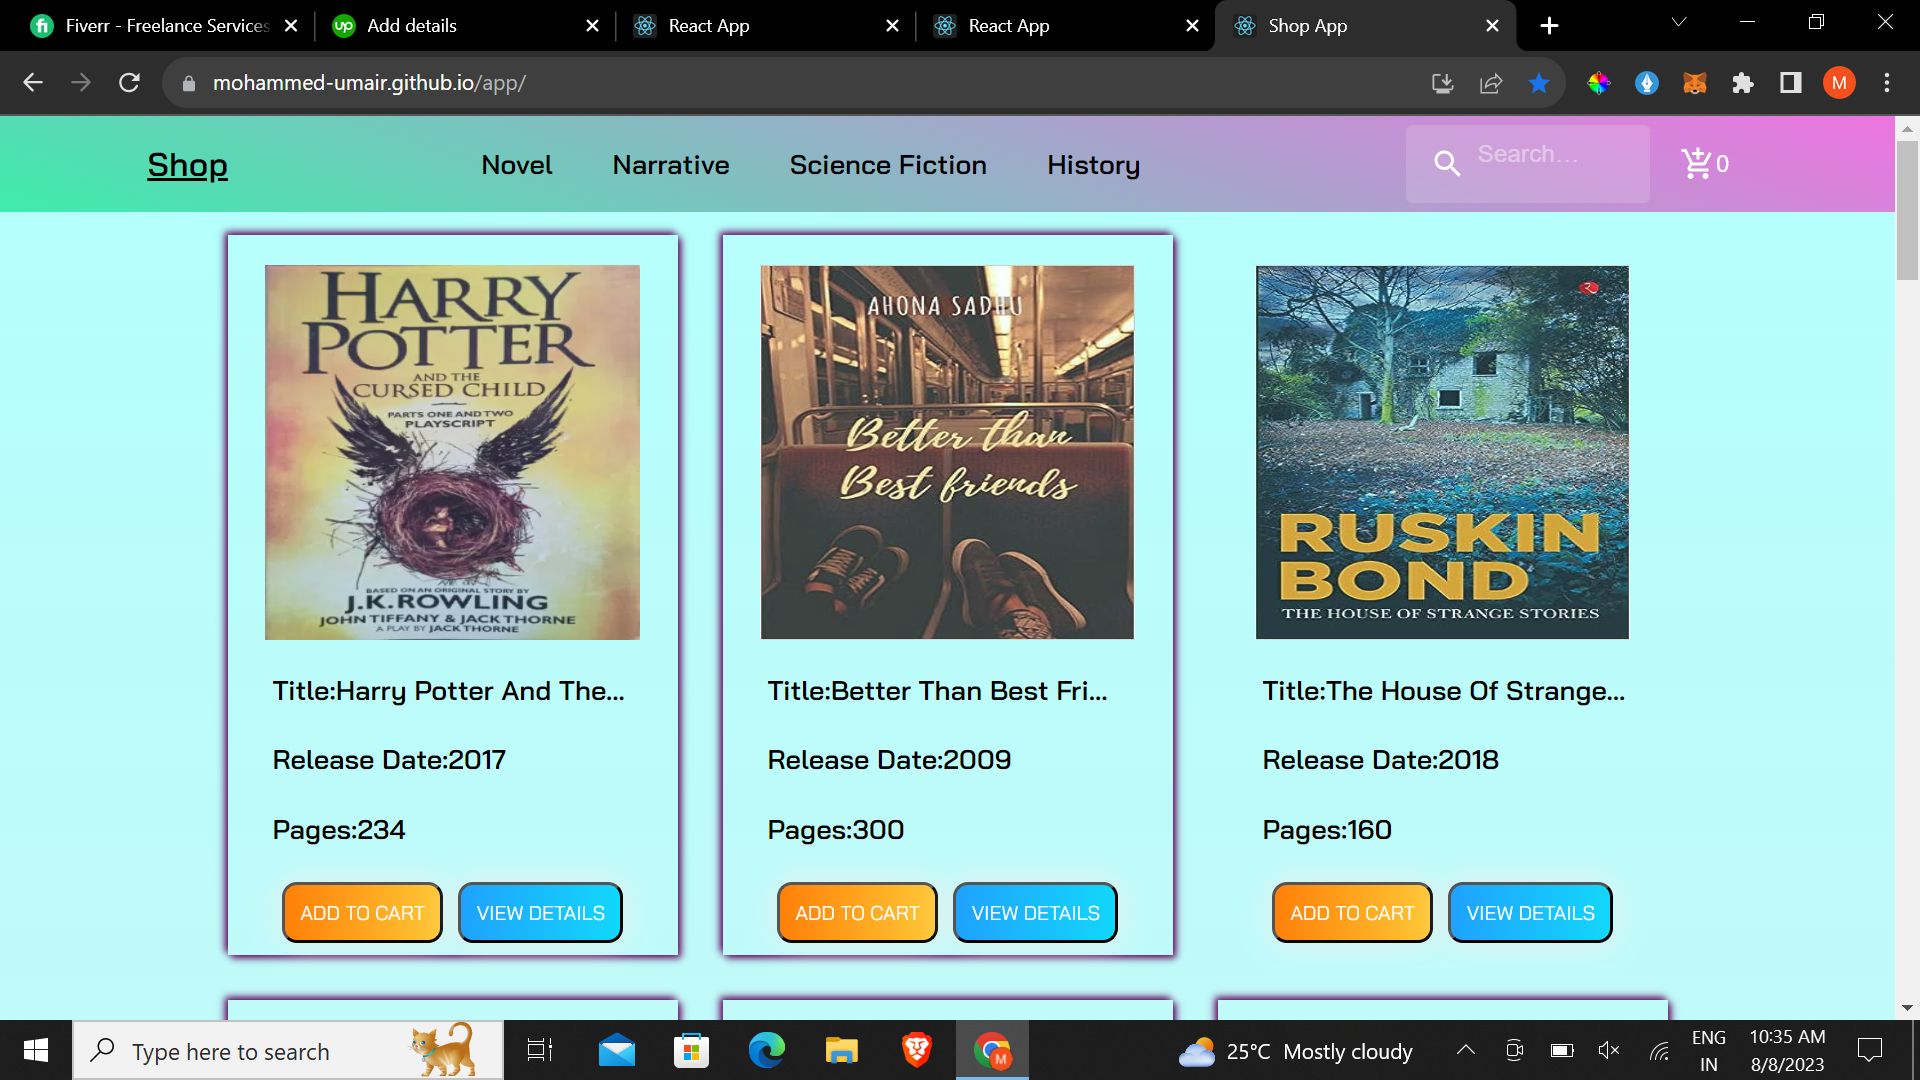 Fiverr - Freelance Services
Add details
React App
React App
Shop App
mohammed-umair.github.io/app/
M
Shop
Novel
Narrative
Science Fiction
History
Search...
0
HARRY
POTTER
AND THE
CURSED CHILD
PARTS ONE AND TWO
PLAYSCRIPT
BASED ON AN ORIGINAL STORY BY
J.K.ROWLING
JOHN TIFFANY & JACK THORNE
A PLAY BY JACK THORNE
AHONA SADHU
Better than
Best friends
RUSKIN
BOND
THE HOUSE OF STRANGE STORIES
Title:Harry Potter And The...
Title:Better Than Best Fri...
Title:The House Of Strange...
Release Date:2017
Release Date:2009
Release Date:2018
Pages:234
Pages:300
Pages:160
ADD TO CART
VIEW DETAILS
ADD TO CART
VIEW DETAILS
ADD TO CART
VIEW DETAILS
Type here to search
M
25°C Mostly cloudy
ENG
IN
10:35 AM
8/8/2023